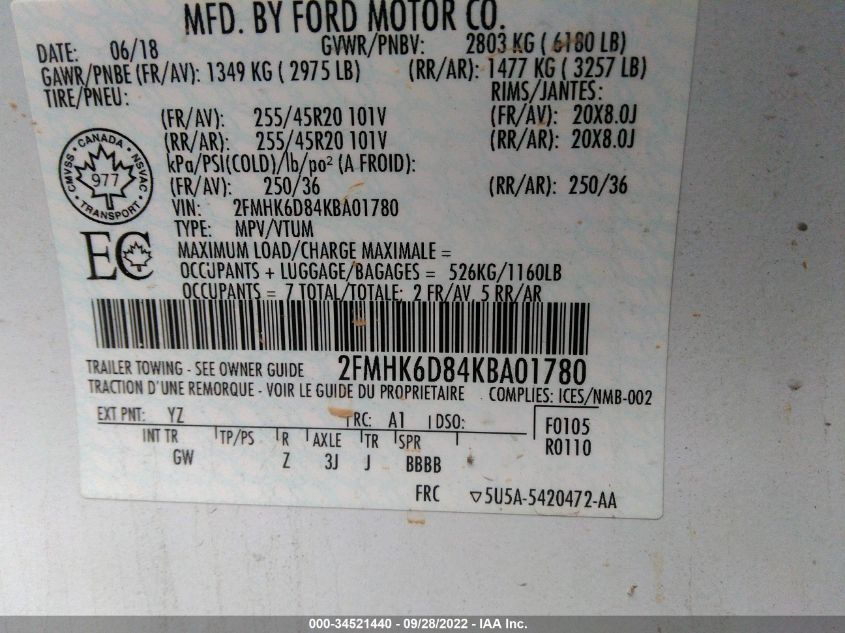 MFD. BY FORD MOTOR CO.
DATE: 06/18 GVWR/PNBV: 2803 KG ( 6180 LB)
GAWR/PNBE (FR/AV): 1349 KG ( 2975 LB) (RR/AR): 1477 KG ( 3257 LB)
TIRE/PNEU: RIMS/JANTES:
(FR/AV): 255/45R20 101V (FR/AV): 20X8.0J
(RR/AR): 255/45R20 101V (RR/AR): 20X8.0J
kPa/PSI(COLD)/lb/po² (A FROID):
(FR/AV): 250/36 (RR/AR): 250/36
CANADA
CMVSS
NSVAC
977
TRANSPORT
VIN: 2FMHK6D84KBA01780
TYPE: MPV/VTUM
EC
MAXIMUM LOAD/CHARGE MAXIMALE =
OCCUPANTS + LUGGAGE/BAGAGES = 526KG/1160LB
OCCUPANTS = 7 TOTAL/TOTALE; 2 FR/AV, 5 RR/AR
TRAILER TOWING - SEE OWNER GUIDE 2FMHK6D84KBA01780
TRACTION D'UNE REMORQUE - VOIR LE GUIDE DU PROPRIETAIRE COMPLIES: ICES/NMB-002
EXT PNT: YZ RC: A1 DSO: F0105
INT TR TP/PS R AXLE TR SPR R0110
GW Z 3J J BBBB
FRC ▽5U5A-5420472-AA
000-34521440 - 09/28/2022 - IAA Inc.